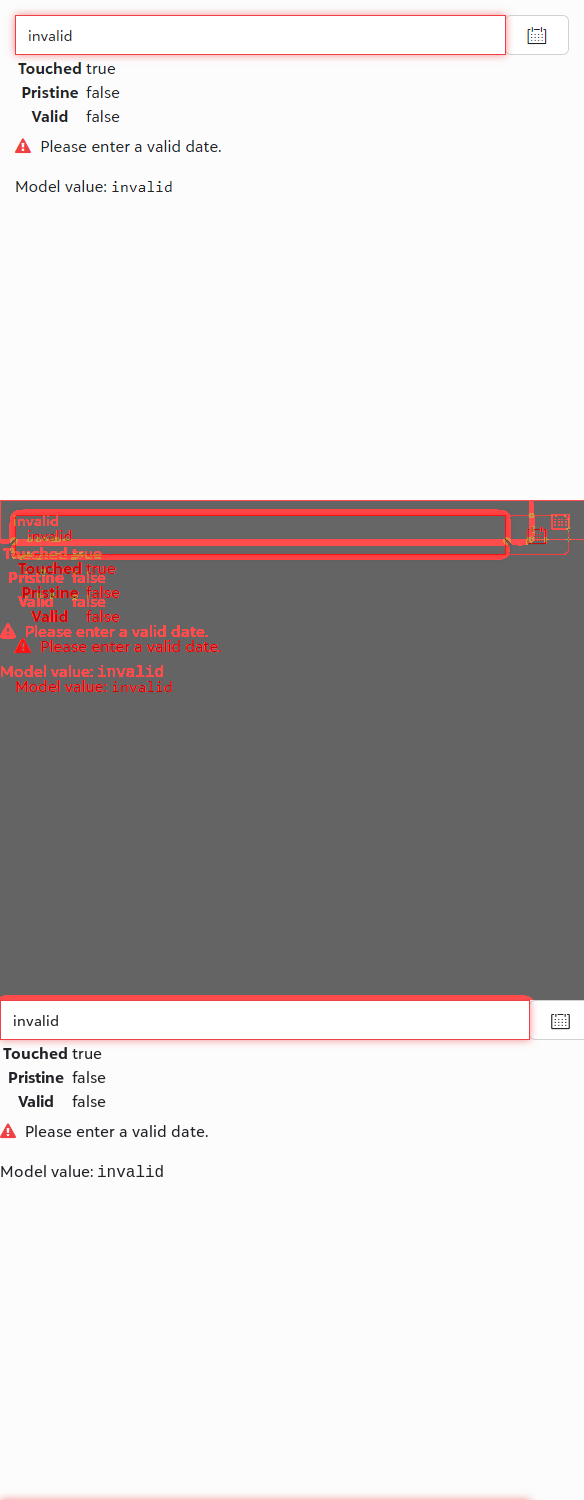 invalid
Touched true
Pristine false
Valid false
Please enter a valid date.
Model value: invalid
invalid
invalid
Touched true
Touched true
Pristine false
Pristine false
Valid false
Valid false
Please enter a valid date.
Please enter a valid date.
Model value: invalid
Model value: invalid
invalid
Touched true
Pristine false
Valid false
Please enter a valid date.
Model value: invalid